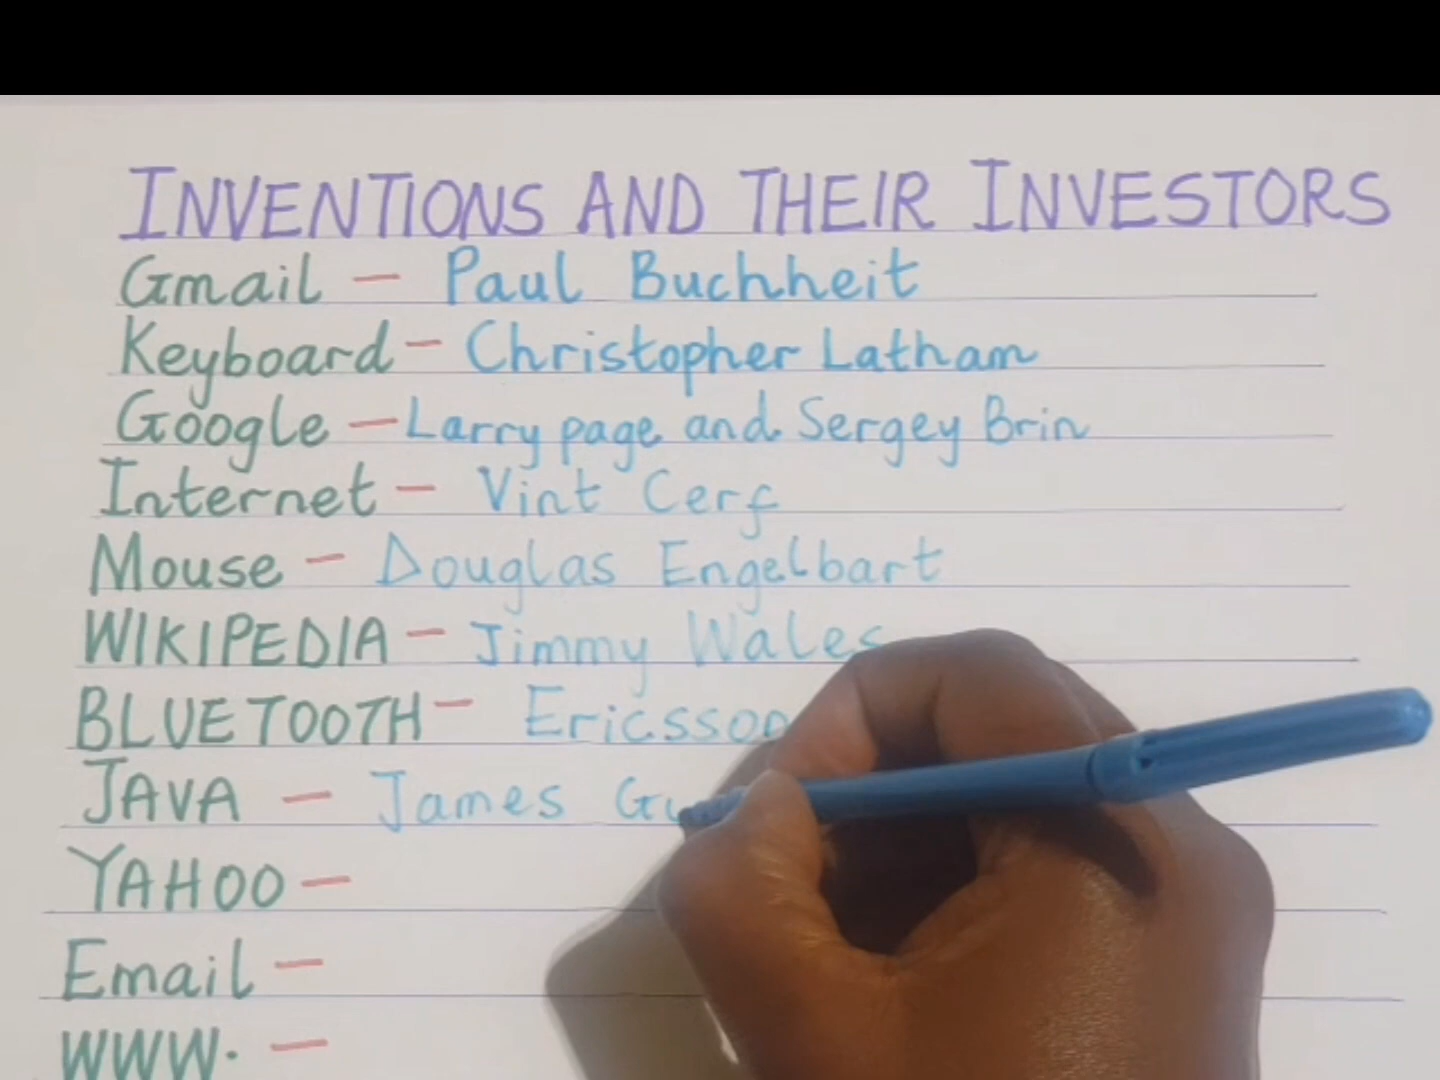 INVENTIONS AND THEIR INVESTORS
Gmail — Paul Buchheit
Keyboard — Christopher Latham
Google — Larry page and Sergey Brin
Internet — Vint Cerf
Mouse — Douglas Engelbart
WIKIPEDIA — Jimmy Wales
BLUETOOTH — Ericsson
JAVA — James
YAHOO —
Email —
WWW. —